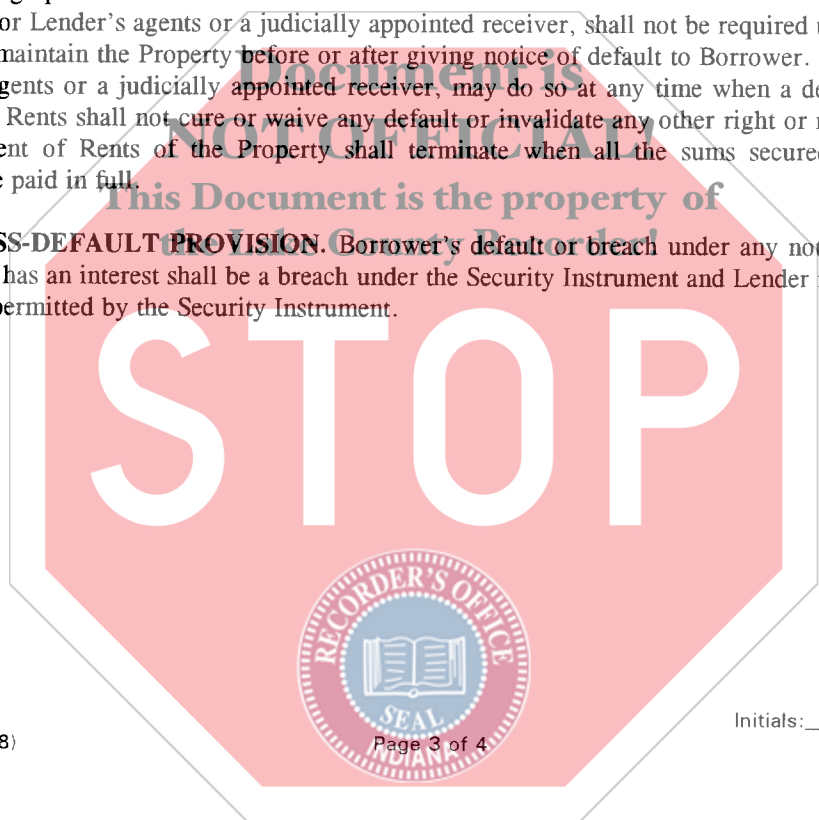 or Lender's agents or a judicially appointed receiver, shall not be required
maintain the Property before or after giving notice of default to Borrower.
gents or a judicially appointed receiver, may do so at any time when a de
Rents shall not cure or waive any default or invalidate any other right or
ent of Rents of the Property shall terminate when all the sums secured
e paid in full.
SS-DEFAULT PROVISION. Borrower's default or breach under any not
has an interest shall be a breach under the Security Instrument and Lender
permitted by the Security Instrument.
Document is
NOT OFFICIAL!
This Document is the property of
the Lake County Recorder!
STOP
RECORDER'S OFFICE
SEAL
INDIANA
Initials:_
8)
Page 3 of 4